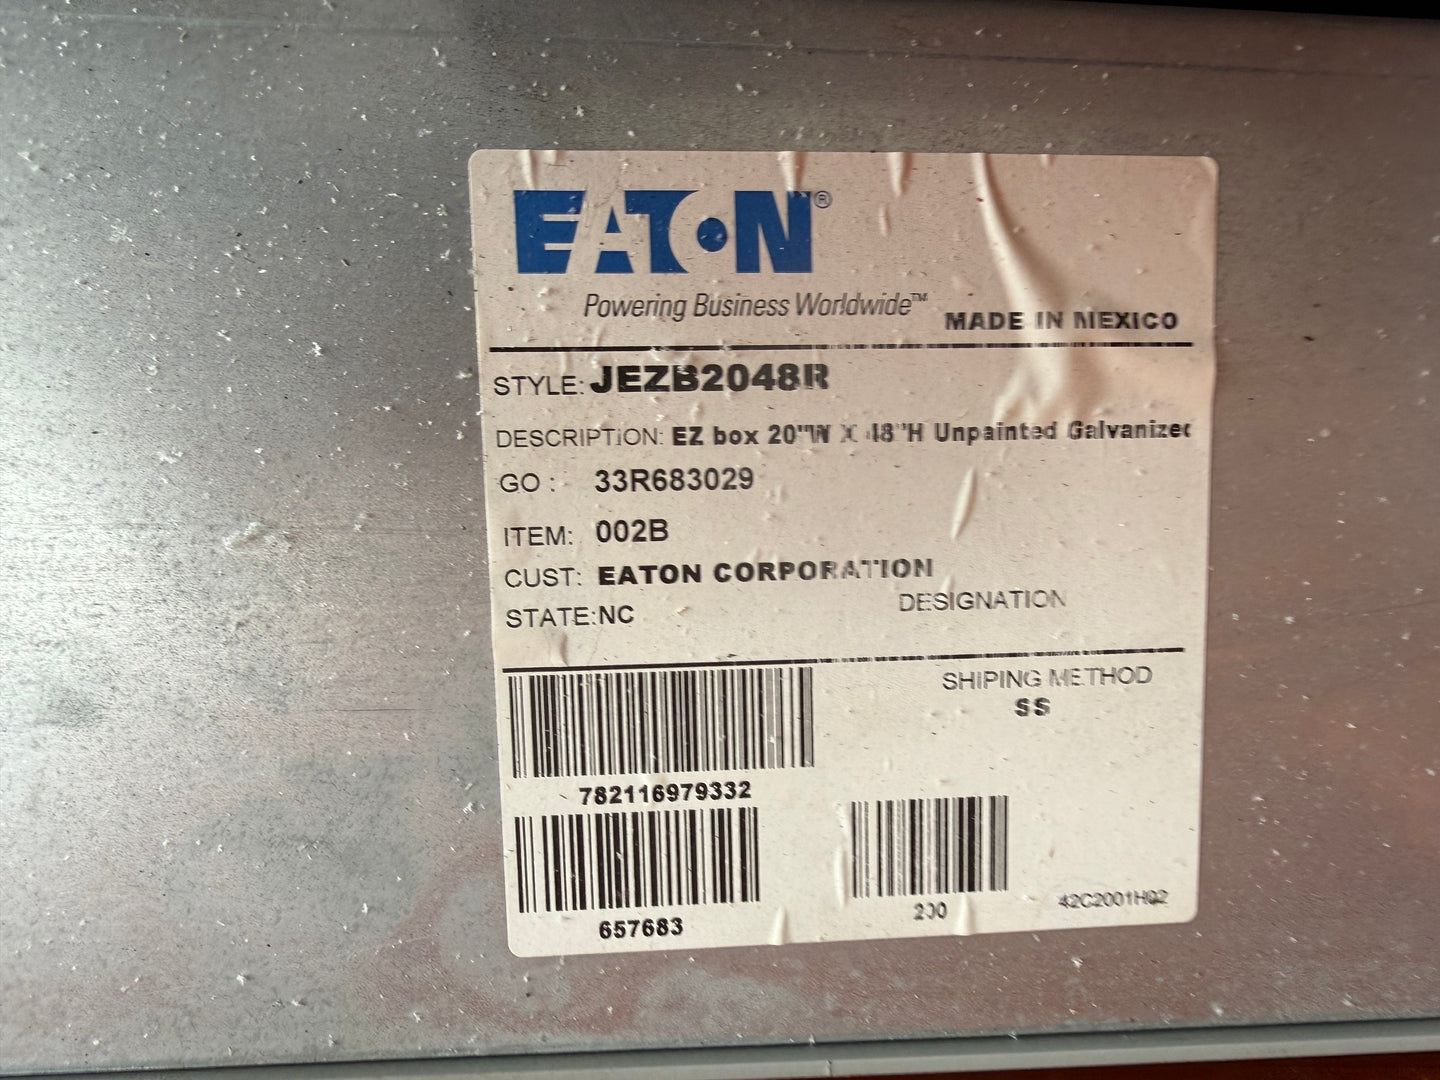 EATON®
Powering Business Worldwide™
MADE IN MEXICO
STYLE: JEZB2048R
DESCRIPTION: EZ box 20"W X 48"H Unpainted Galvanized
GO : 33R683029
ITEM: 002B
CUST: EATON CORPORATION
STATE:NC
DESIGNATION
SHIPING METHOD
SS
782116979332
657683
200
42C2001H02